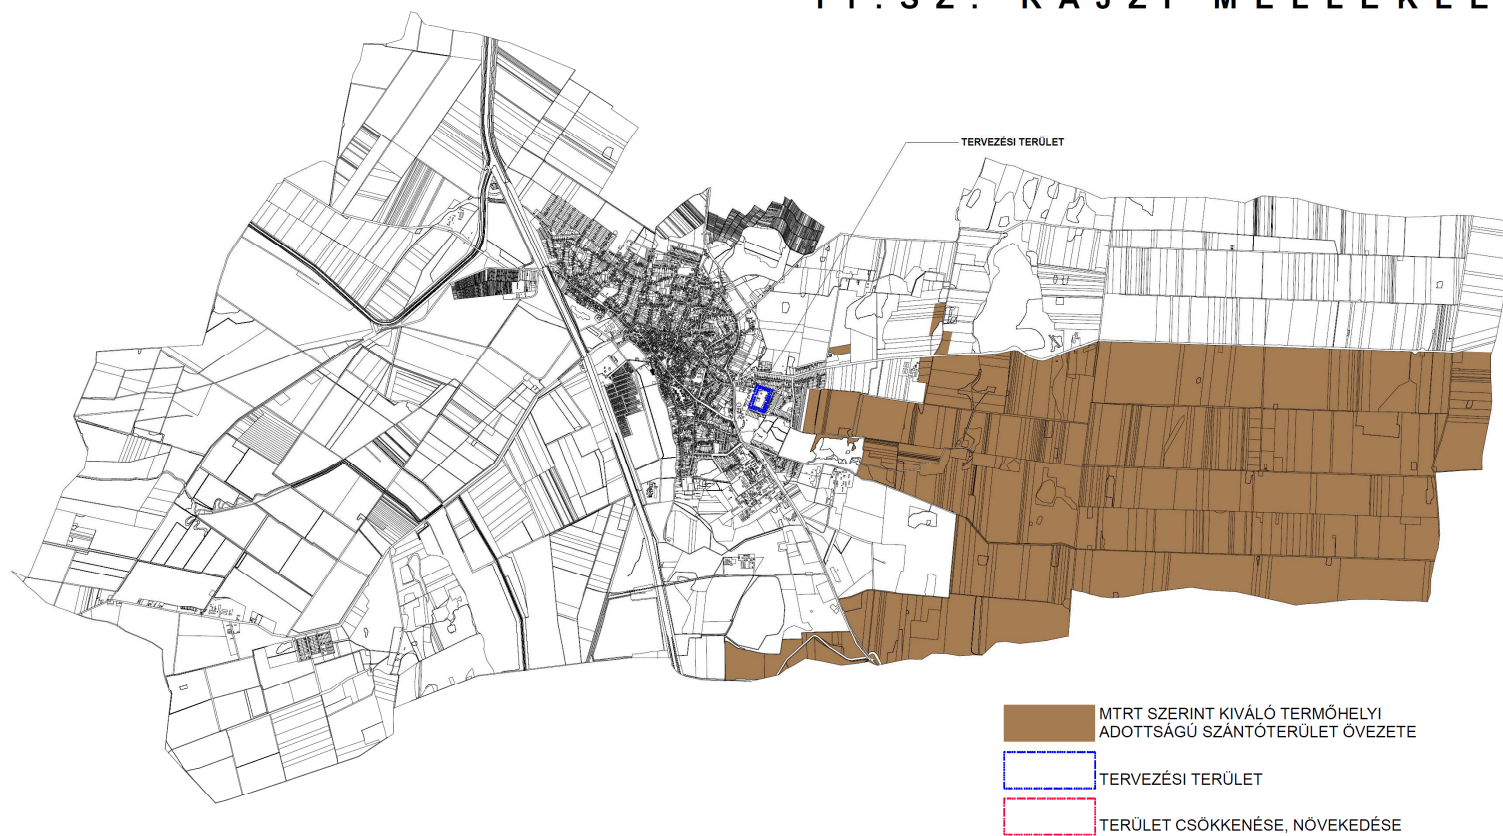 TERVEZÉSI TERÜLET
MTRT SZERINT KIVÁLÓ TERMŐHELYI
ADOTTSÁGÚ SZÁNTÓTERÜLET ÖVEZETE
TERVEZÉSI TERÜLET
TERÜLET CSÖKKENÉSE, NÖVEKEDÉSE